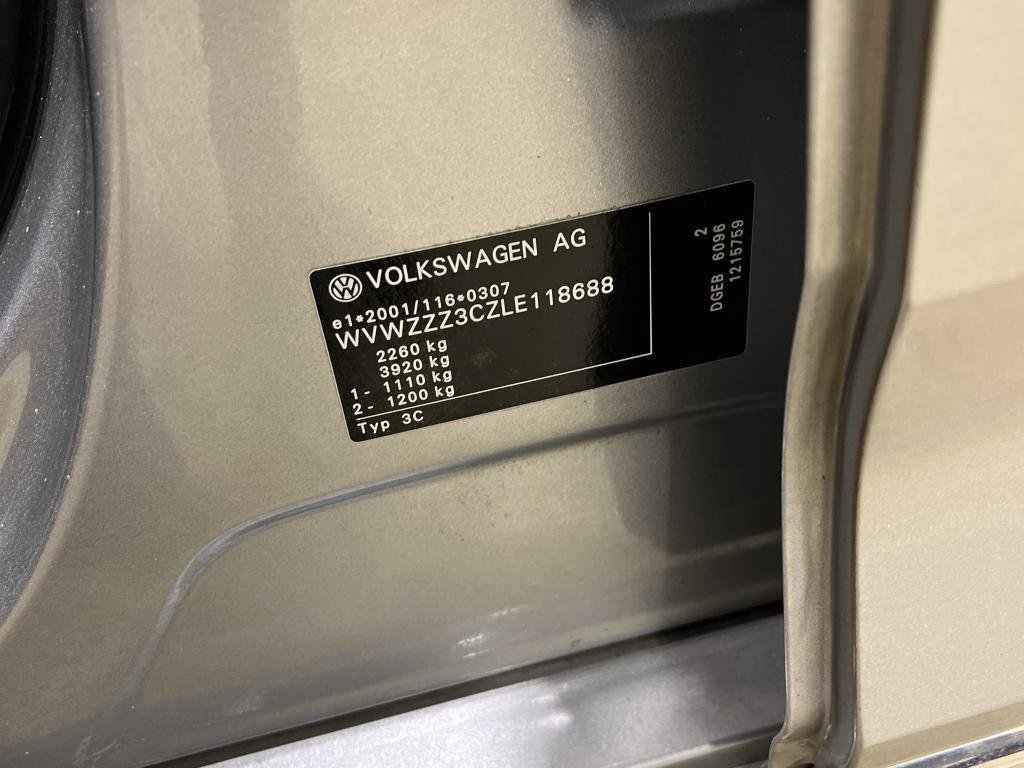 VOLKSWAGEN AG
e1*2001/116*0307
WVWZZZ3CZLE118688
2260 kg
3920 kg
1- 1110 kg
2- 1200 kg
Typ 3C
2
DGEB 6096
1215759